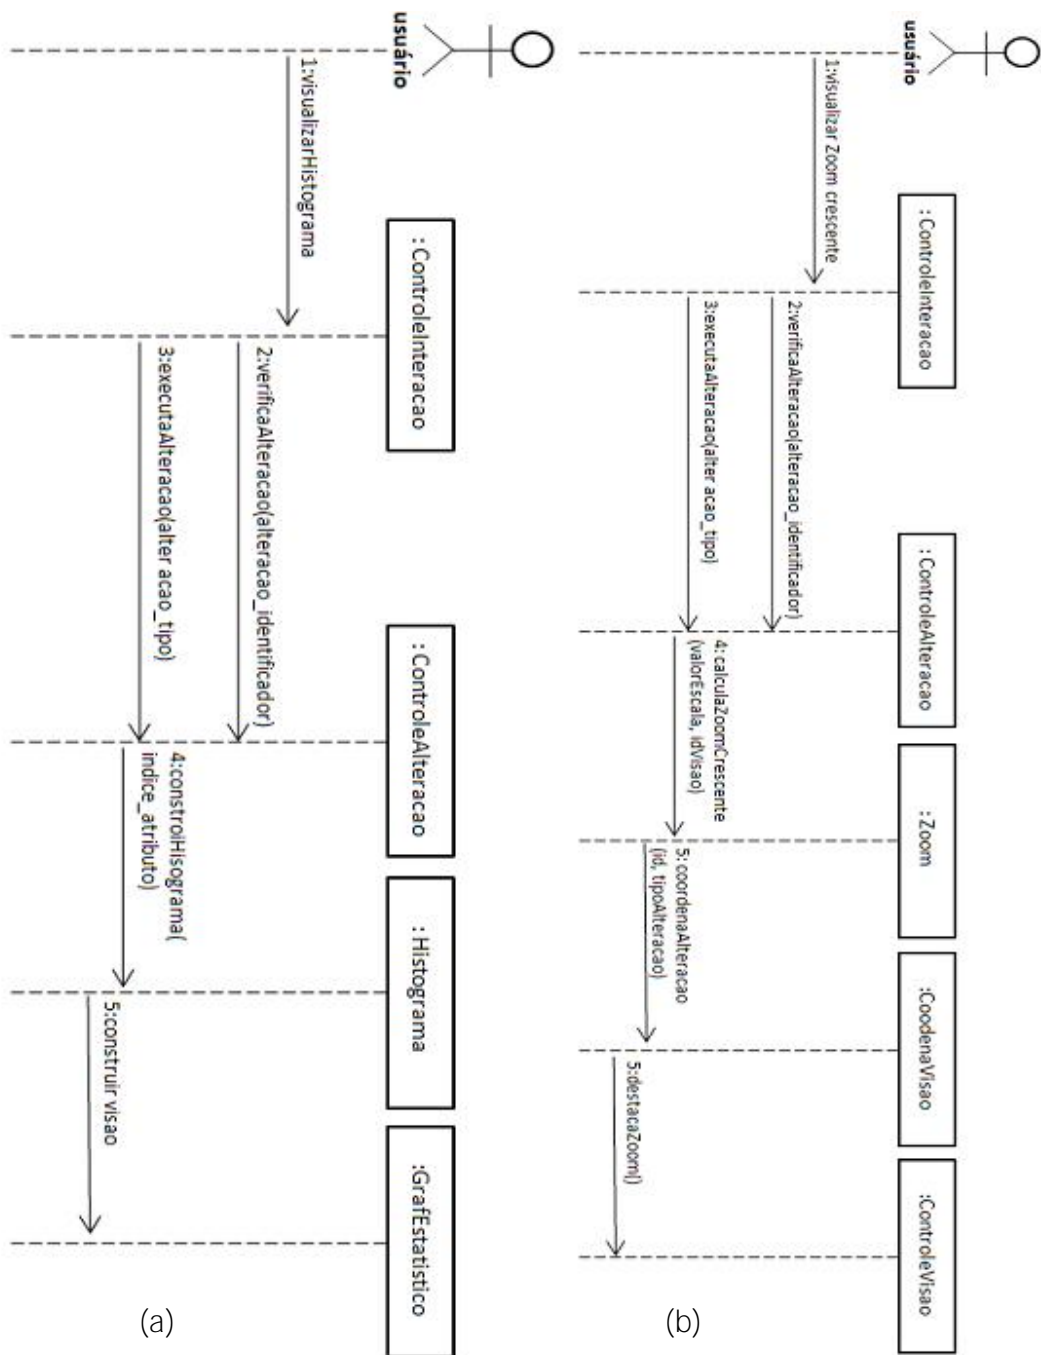 usuário
: ControleInteracao
: ControleAlteração
: Histograma
:GrafEstatistico
1:visualizarHistograma
2:verificaAlteracao(alteracao_identificador)
3:executaAlteracao(alter acao_tipo)
4:constroiHisograma(
indice_atributo)
5:construir visao
(a)
usuário
: ControleInteracao
: ControleAlteracao
: Zoom
:CoodenaVisao
:ControleVisao
1:visualizar Zoom crescente
2:verificaAlteracao(alteracao_identificador)
3:executaAlteracao(alter acao_tipo)
4: calculaZoomCrescente
(valorEscala, idVisao)
5: coordenaAlteracao
(id, tipoAlteracao)
5:destacaZoom()
(b)